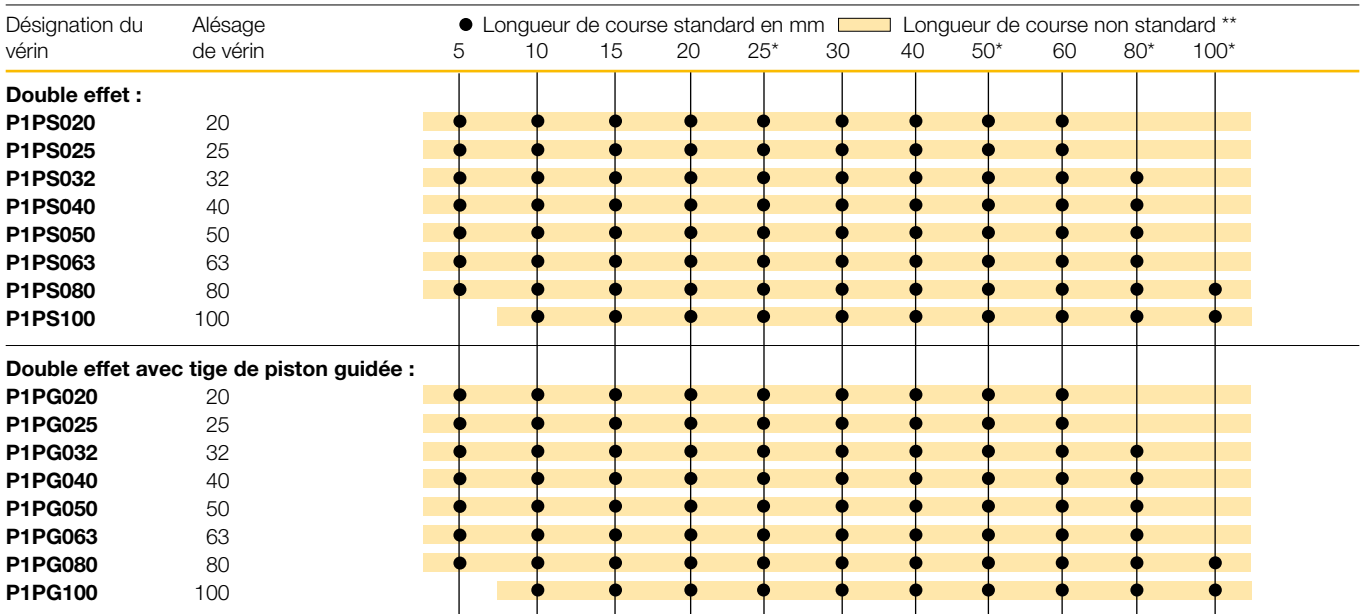 Désignation du Alésage ● Longueur de course standard en mm Longueur de course non standard **
vérin de vérin 5 10 15 20 25* 30 40 50* 60 80* 100*
Double effet :
P1PS020 20
P1PS025 25
P1PS032 32
P1PS040 40
P1PS050 50
P1PS063 63
P1PS080 80
P1PS100 100
Double effet avec tige de piston guidée :
P1PG020 20
P1PG025 25
P1PG032 32
P1PG040 40
P1PG050 50
P1PG063 63
P1PG080 80
P1PG100 100